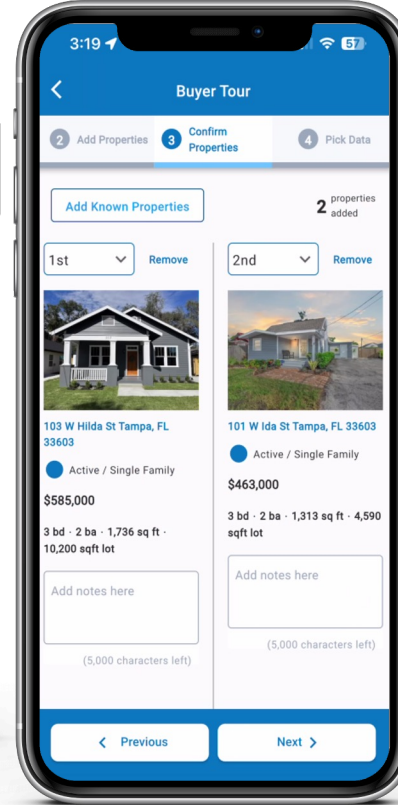 3:19
57
Buyer Tour
2 Add Properties
3 Confirm
Properties
4 Pick Data
Add Known Properties
2 properties
added
1st
Remove
2nd
Remove
103 W Hilda St Tampa, FL
33603
Active / Single Family
$585,000
3 bd · 2 ba · 1,736 sq ft ·
10,200 sqft lot
Add notes here
(5,000 characters left)
101 W Ida St Tampa, FL 33603
Active / Single Family
$463,000
3 bd · 2 ba · 1,313 sq ft · 4,590
sqft lot
Add notes here
(5,000 characters left)
Previous
Next